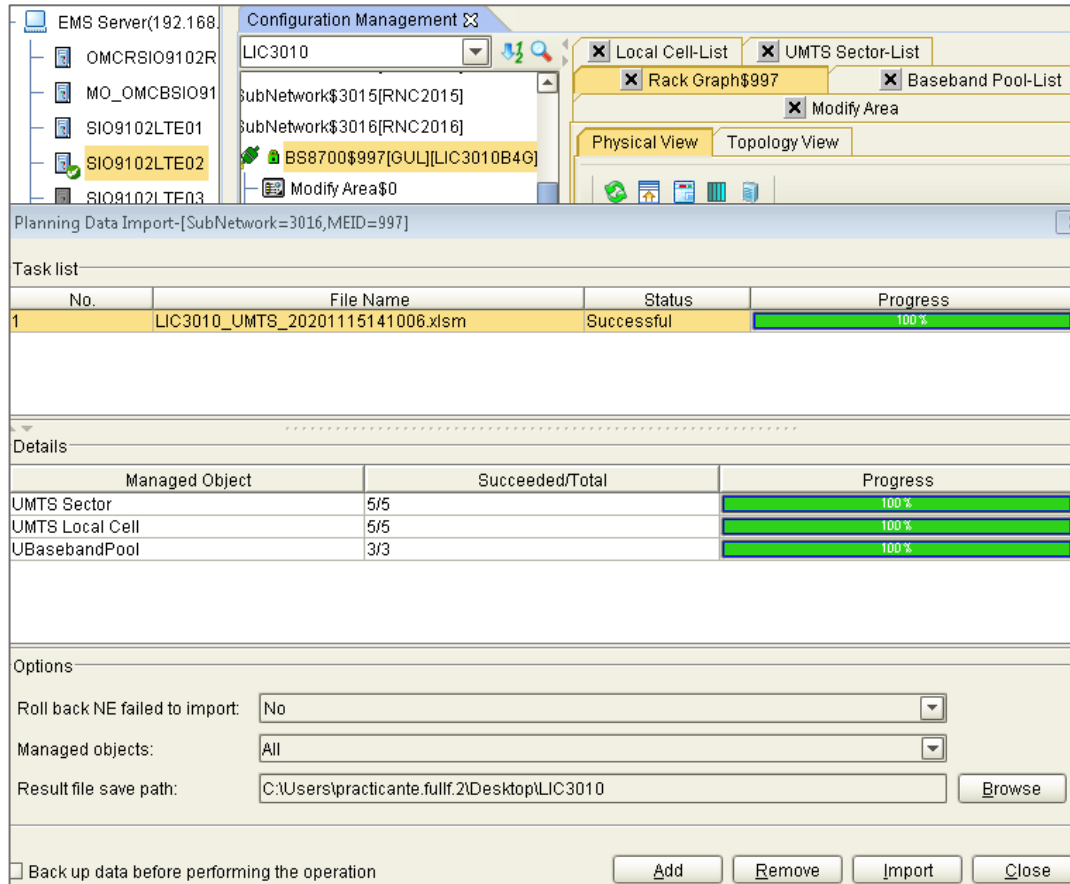 EMS Server(192.168.
OMCRSIO9102R
MO_OMCBSIO91
SIO9102LTE01
SIO9102LTE02
SIO9102LTE03
Configuration Management
LIC3010
SubNetwork$3015[RNC2015]
SubNetwork$3016[RNC2016]
BS8700$997[GUL][LIC3010B4G]
Modify Area$0
Local Cell-List UMTS Sector-List
Rack Graph$997 Baseband Pool-List
Modify Area
Physical View Topology View
Planning Data Import-[SubNetwork=3016,MEID=997]
Task list
No. File Name Status Progress
1 LIC3010_UMTS_20201115141006.xlsm Successful 100 %
Details
Managed Object Succeeded/Total Progress
UMTS Sector 5/5 100 %
UMTS Local Cell 5/5 100 %
UBasebandPool 3/3 100 %
Options
Roll back NE failed to import: No
Managed objects: All
Result file save path: C:\Users\practicante.fullf.2\Desktop\LIC3010 Browse
Back up data before performing the operation Add Remove Import Close